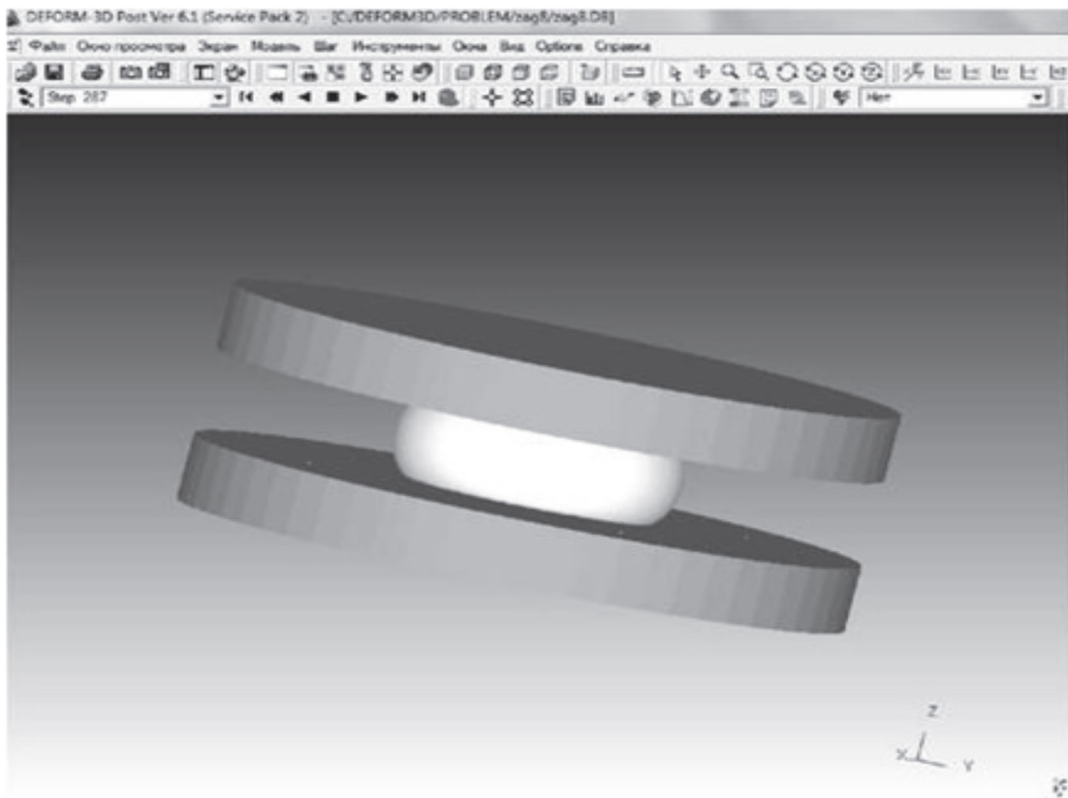 DEFORM-3D Post Ver 6.1 (Service Pack 2) - [C:/DEFORM3D/PROBLEM/zag8/zag8.DB]
Файл Окно просмотра Экран Модель Шаг Инструменты Окна Вид Options Справка
Step 287
Нет
Z
X
Y